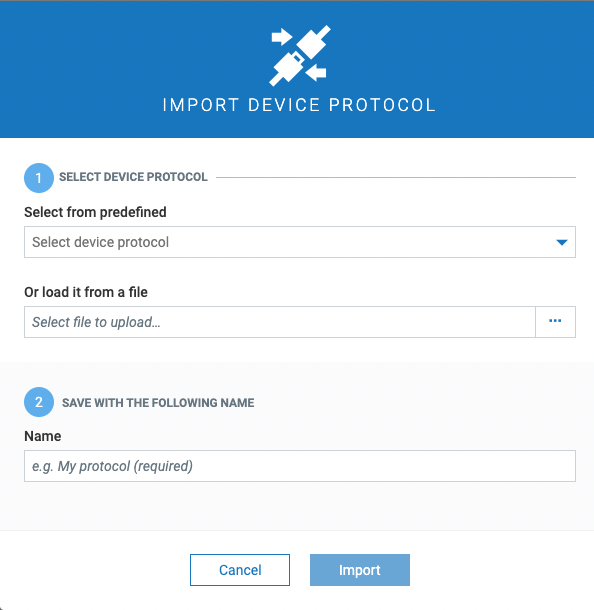 IMPORT DEVICE PROTOCOL
1 SELECT DEVICE PROTOCOL
Select from predefined
Select device protocol
Or load it from a file
Select file to upload...
2 SAVE WITH THE FOLLOWING NAME
Name
e.g. My protocol (required)
Cancel Import